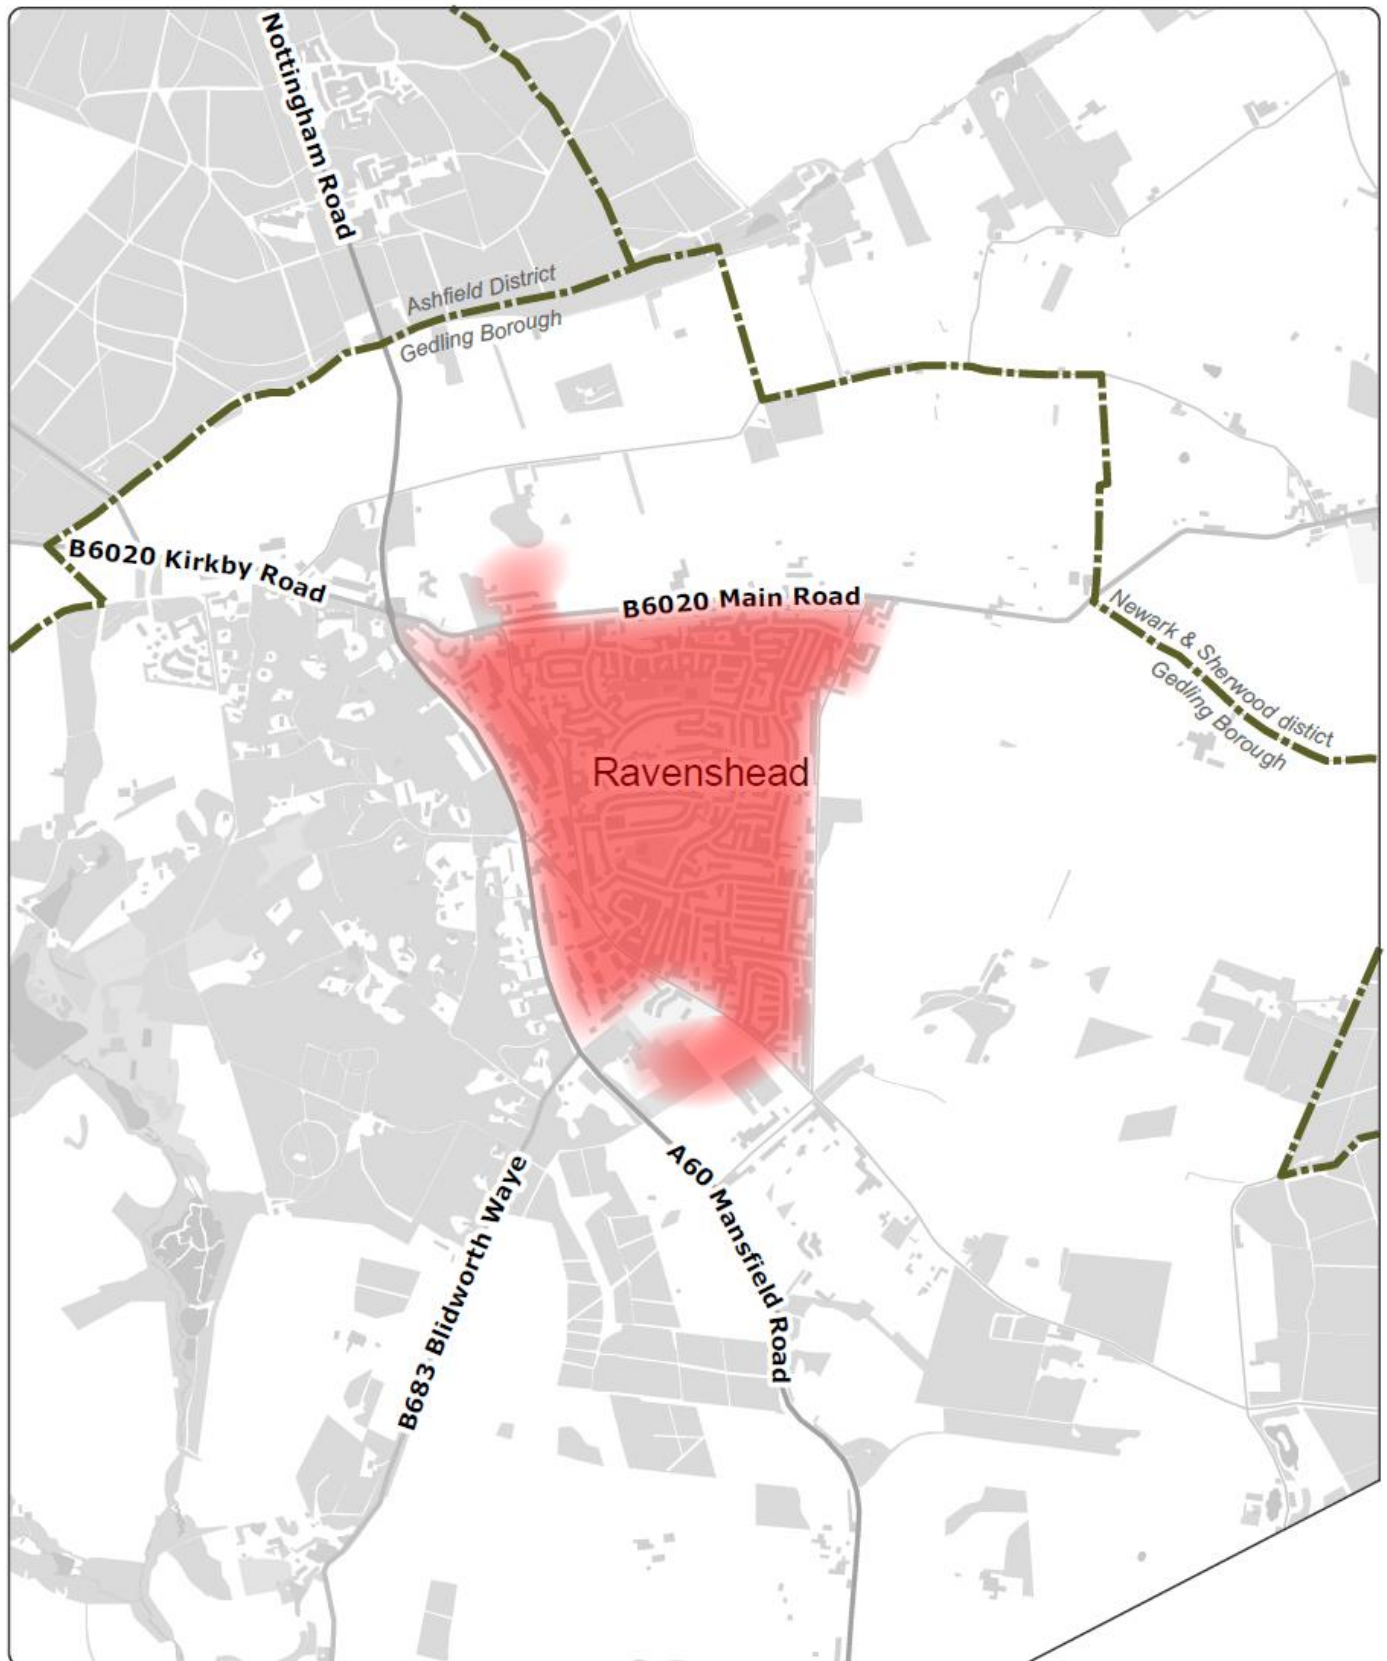 Nottingham Road
Ashfield District
Gedling Borough
B6020 Kirkby Road
B6020 Main Road
Newark & Sherwood distict
Gedling Borough
Ravenshead
A60 Mansfield Road
B683 Blidworth Waye